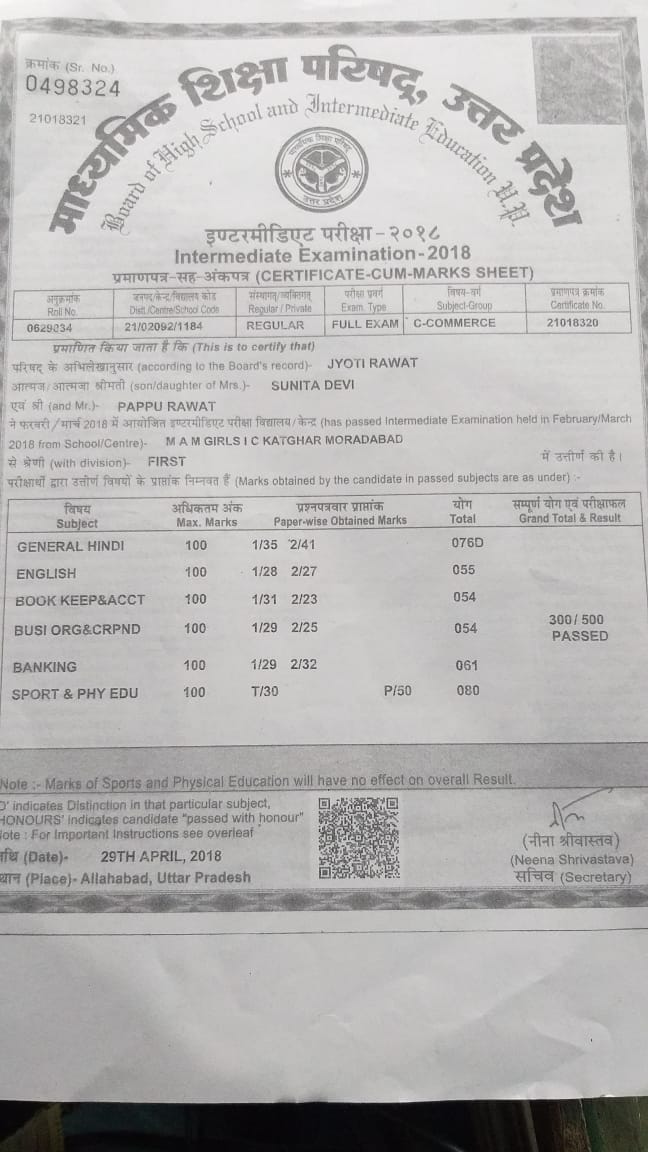 क्रमांक (Sr. No.)
0498324
21018321
माध्यमिक शिक्षा परिषद्, उत्तर प्रदेश
Board of High School and Intermediate Education U.P.
माध्यमिक शिक्षा परिषद्
उत्तर प्रदेश
इण्टरमीडिएट परीक्षा - २०१८
Intermediate Examination - 2018
प्रमाणपत्र-सह-अंकपत्र (CERTIFICATE-CUM-MARKS SHEET)
अनुक्रमांक जनपद/केन्द्र/विद्यालय कोड संस्थागत/व्यक्तिगत परीक्षा प्रवर्ग विषय-वर्ग प्रमाणपत्र क्रमांक
Roll No. Distt./Centre/School Code Regular / Private Exam. Type Subject-Group Certificate No.
0629234 21/02092/1184 REGULAR FULL EXAM C-COMMERCE 21018320
प्रमाणित किया जाता है कि (This is to certify that)
परिषद के अभिलेखानुसार (according to the Board's record)- JYOTI RAWAT
आत्मज/आत्मजा श्रीमती (son/daughter of Mrs.)- SUNITA DEVI
एवं श्री (and Mr.)- PAPPU RAWAT
ने फरवरी/मार्च 2018 में आयोजित इण्टरमीडिएट परीक्षा विद्यालय/केन्द्र (has passed Intermediate Examination held in February/March
2018 from School/Centre)- M A M GIRLS I C KATGHAR MORADABAD
से श्रेणी (with division)- FIRST में उत्तीर्ण की है।
परीक्षार्थी द्वारा उत्तीर्ण विषयों के प्राप्तांक निम्नवत हैं (Marks obtained by the candidate in passed subjects are as under) :-
विषय अधिकतम अंक प्रश्नपत्रवार प्राप्तांक योग सम्पूर्ण योग एवं परीक्षाफल
Subject Max. Marks Paper-wise Obtained Marks Total Grand Total & Result
GENERAL HINDI 100 1/35 2/41 076D
ENGLISH 100 1/28 2/27 055
BOOK KEEP&ACCT 100 1/31 2/23 054
BUSI ORG&CRPND 100 1/29 2/25 054 300/500
PASSED
BANKING 100 1/29 2/32 061
SPORT & PHY EDU 100 T/30 P/50 080
Note :- Marks of Sports and Physical Education will have no effect on overall Result.
D' indicates Distinction in that particular subject,
HONOURS' indicates candidate "passed with honour"
Note : For Important Instructions see overleaf
(Date)- 29TH APRIL, 2018
(Place)- Allahabad, Uttar Pradesh
(नीना श्रीवास्तव)
(Neena Shrivastava)
सचिव (Secretary)